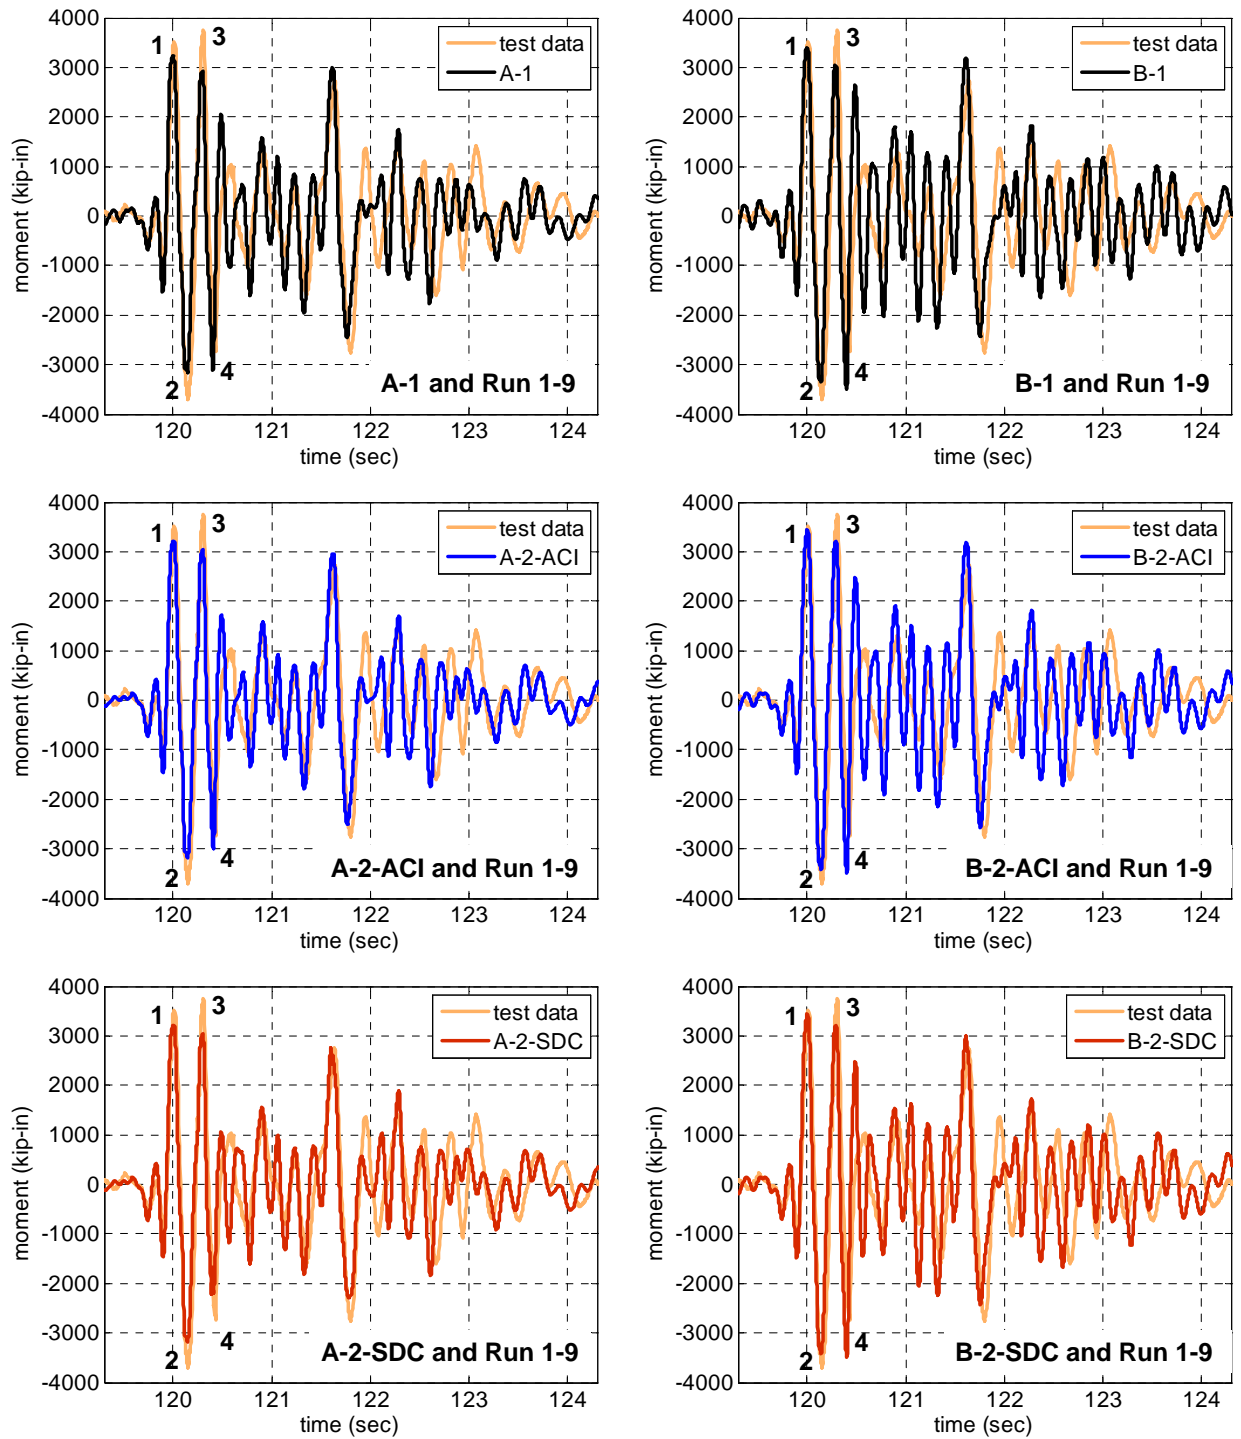 4000
3000
2000
1000
0
-1000
-2000
-3000
-4000
moment (kip-in)
1
3
2
4
test data
A-1
A-1 and Run 1-9
120 121 122 123 124
time (sec)
4000
3000
2000
1000
0
-1000
-2000
-3000
-4000
moment (kip-in)
1
3
2
4
test data
B-1
B-1 and Run 1-9
120 121 122 123 124
time (sec)
4000
3000
2000
1000
0
-1000
-2000
-3000
-4000
moment (kip-in)
1
3
2
4
test data
A-2-ACI
A-2-ACI and Run 1-9
120 121 122 123 124
time (sec)
4000
3000
2000
1000
0
-1000
-2000
-3000
-4000
moment (kip-in)
1
3
2
4
test data
B-2-ACI
B-2-ACI and Run 1-9
120 121 122 123 124
time (sec)
4000
3000
2000
1000
0
-1000
-2000
-3000
-4000
moment (kip-in)
1
3
2
4
test data
A-2-SDC
A-2-SDC and Run 1-9
120 121 122 123 124
time (sec)
4000
3000
2000
1000
0
-1000
-2000
-3000
-4000
moment (kip-in)
1
3
2
4
test data
B-2-SDC
B-2-SDC and Run 1-9
120 121 122 123 124
time (sec)